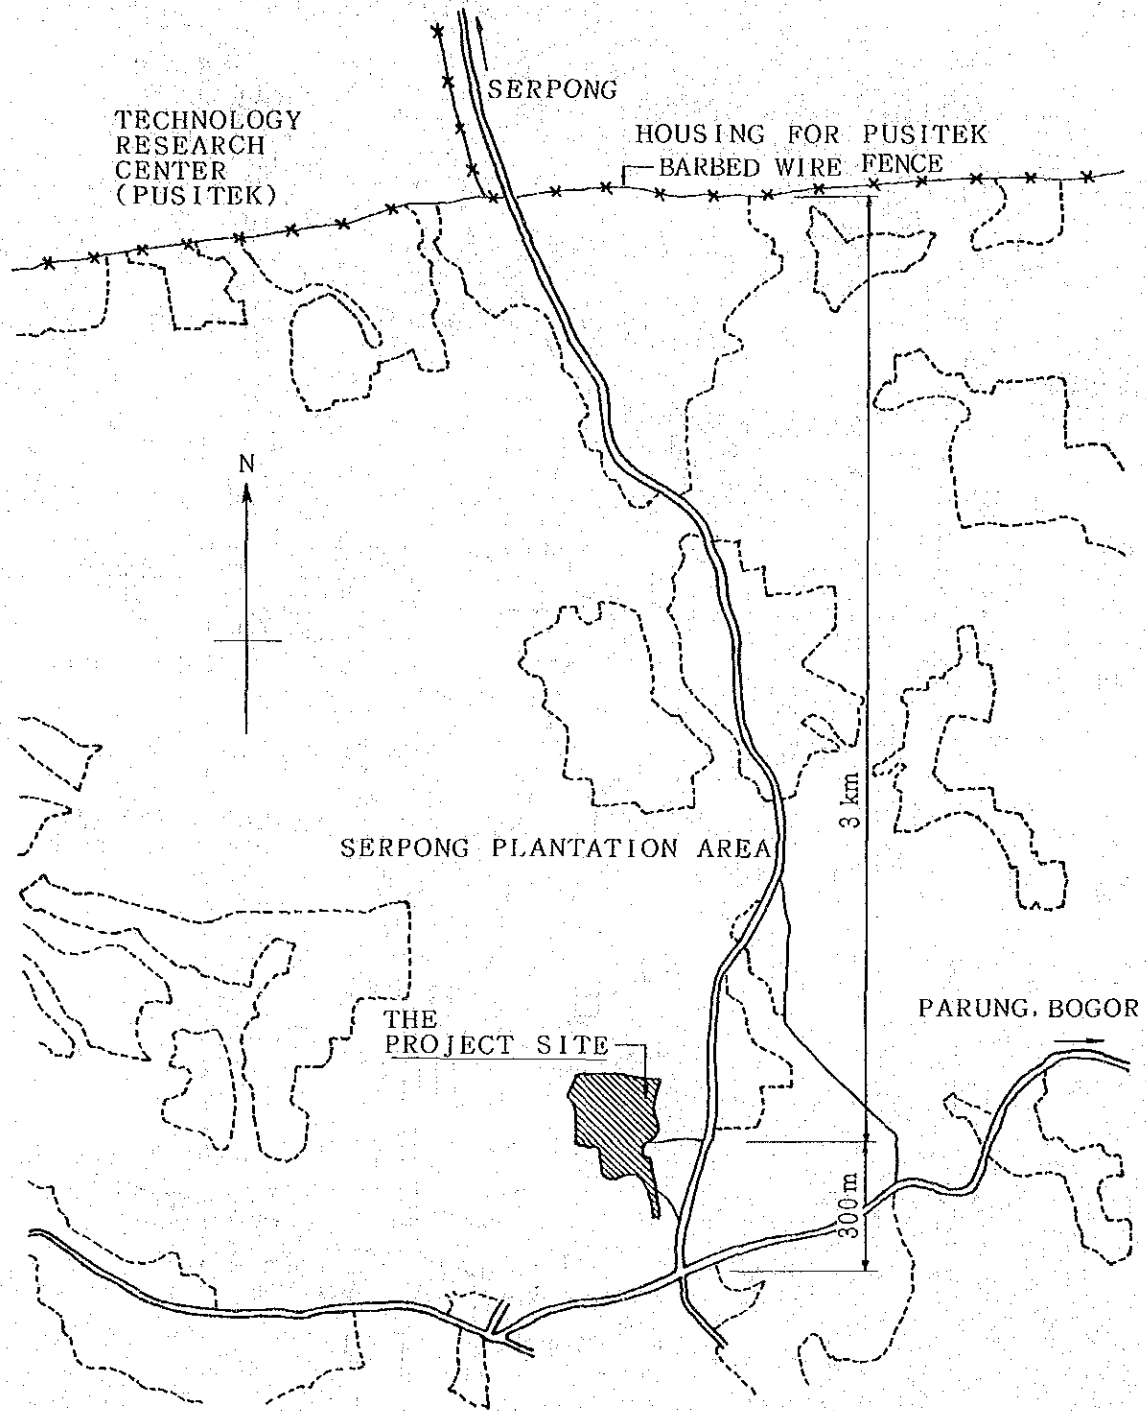 SERPONG
TECHNOLOGY
RESEARCH
CENTER
(PUSITEK)
HOUSING FOR PUSITEK
BARBED WIRE FENCE
N
3 km
SERPONG PLANTATION AREA
PARUNG, BOGOR
THE
PROJECT SITE
300 m